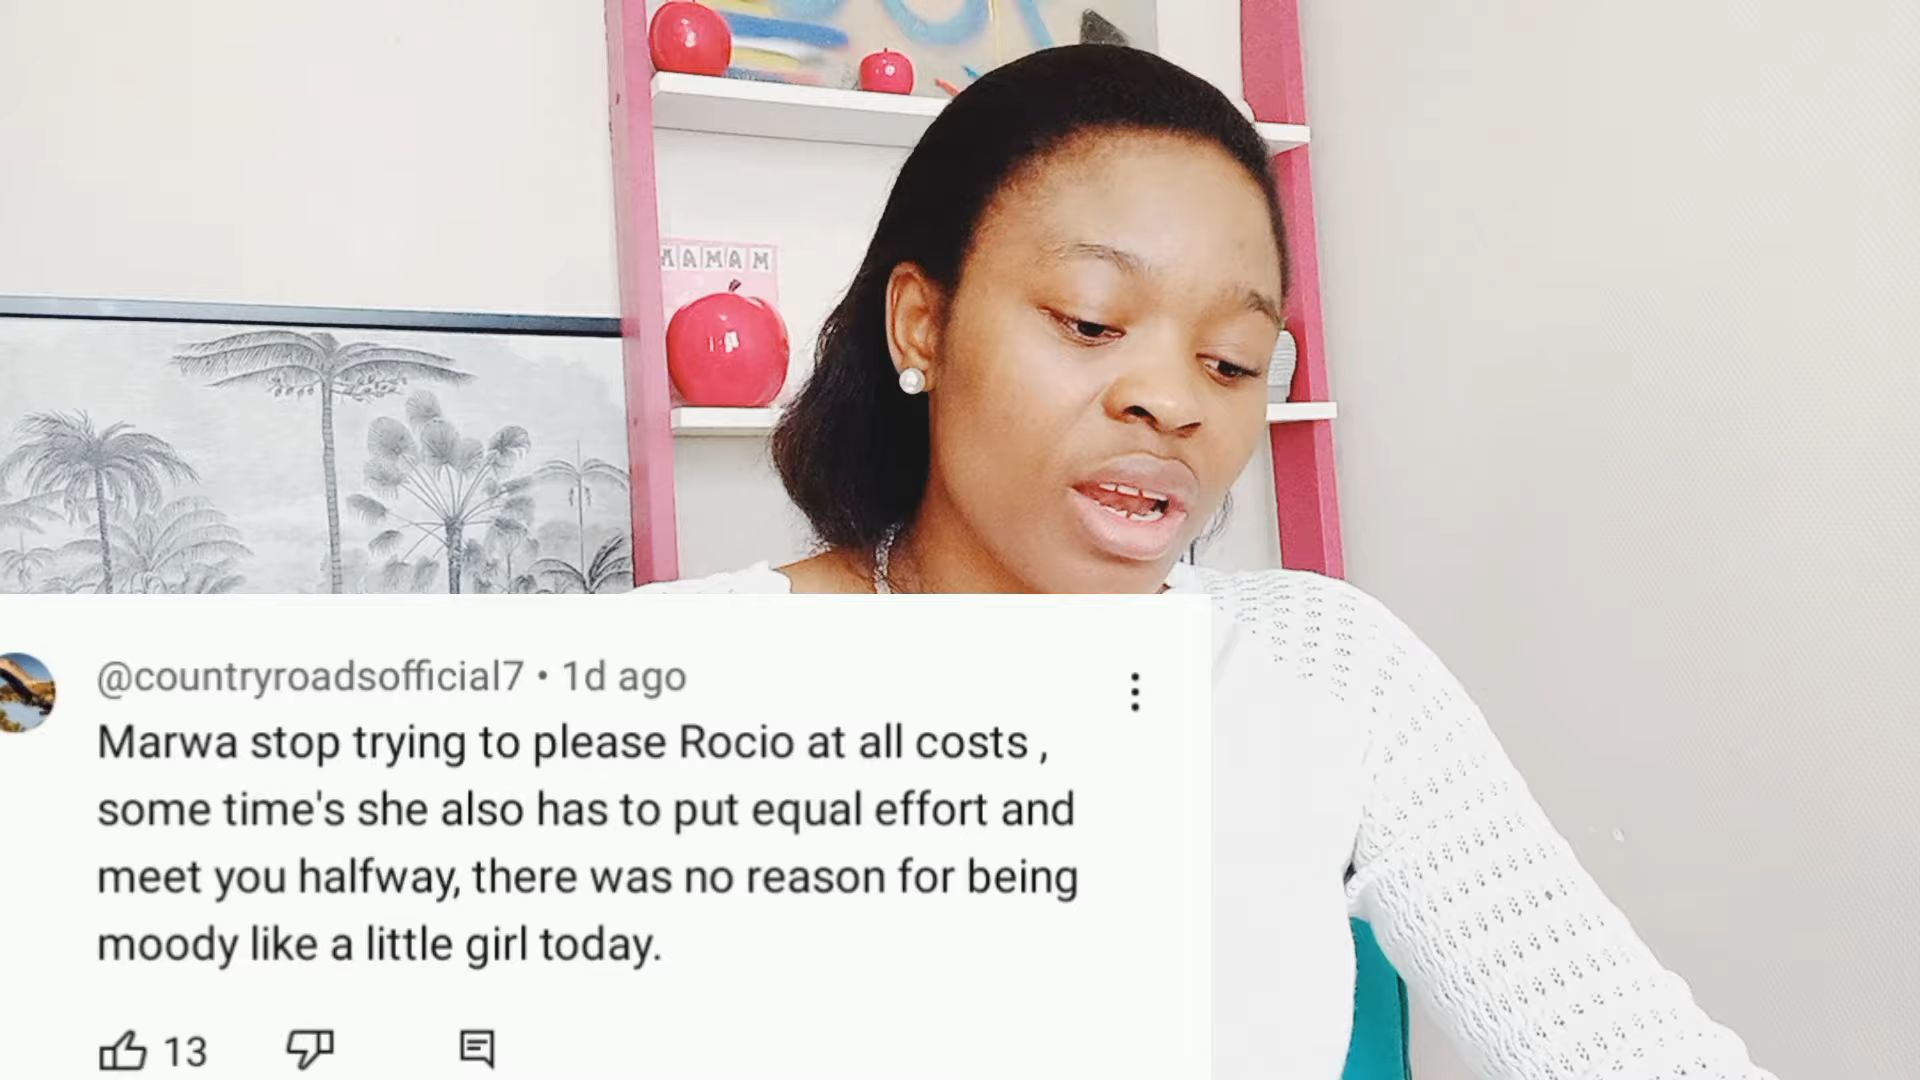 MAMAM
@countryroadsofficial7 • 1d ago
Marwa stop trying to please Rocio at all costs ,
some time's she also has to put equal effort and
meet you halfway, there was no reason for being
moody like a little girl today.
13